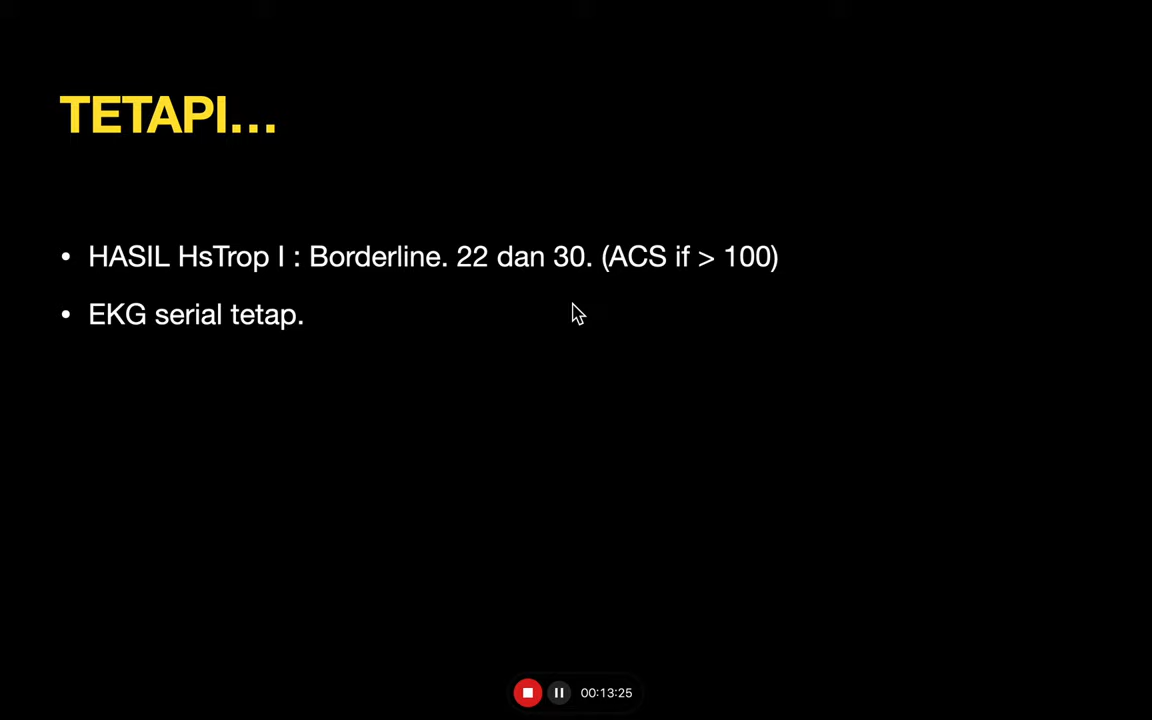 TETAPI...
• HASIL HsTrop I : Borderline. 22 dan 30. (ACS if > 100)
• EKG serial tetap.
00:13:25